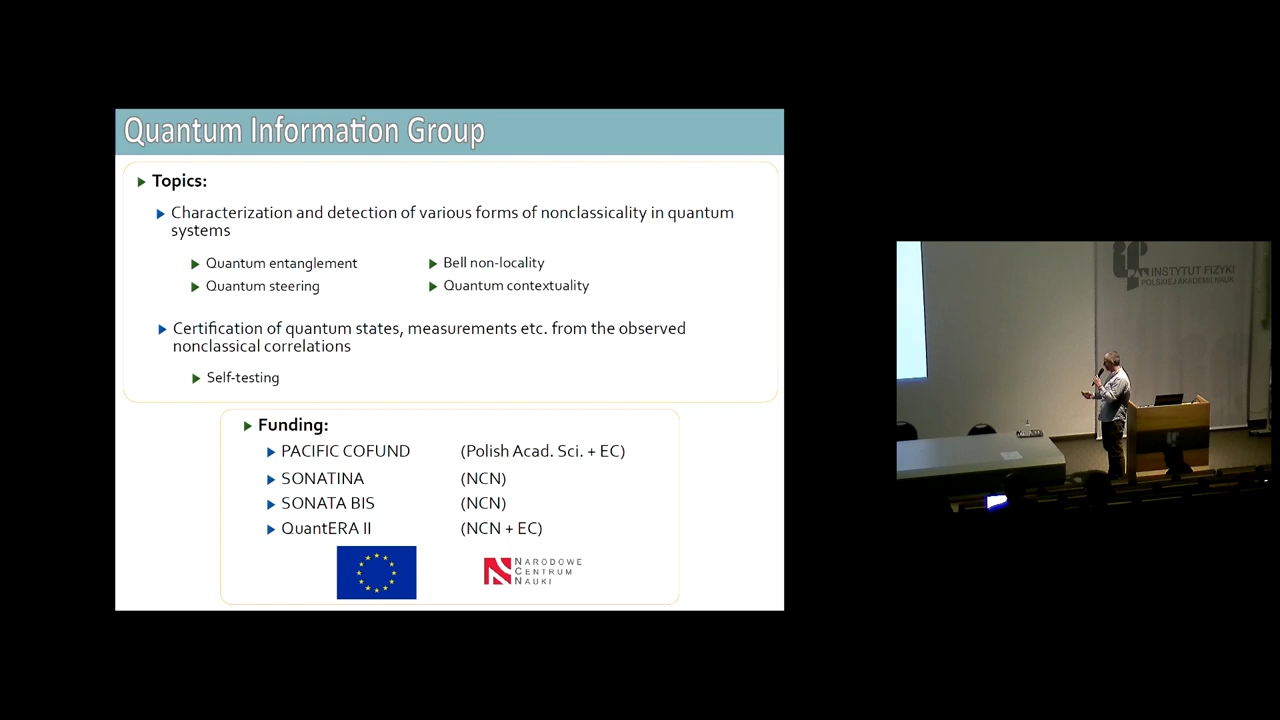 Quantum Information Group
Topics:
Characterization and detection of various forms of nonclassicality in quantum
systems
Quantum entanglement
Bell non-locality
Quantum steering
Quantum contextuality
Certification of quantum states, measurements etc. from the observed
nonclassical correlations
Self-testing
Funding:
PACIFIC COFUND (Polish Acad. Sci. + EC)
SONATINA (NCN)
SONATA BIS (NCN)
QuantERA II (NCN + EC)
NARODOWE
CENTRUM
NAUKI
INSTYTUT FIZYKI
POLSKIEJ AKADEMII NAUK